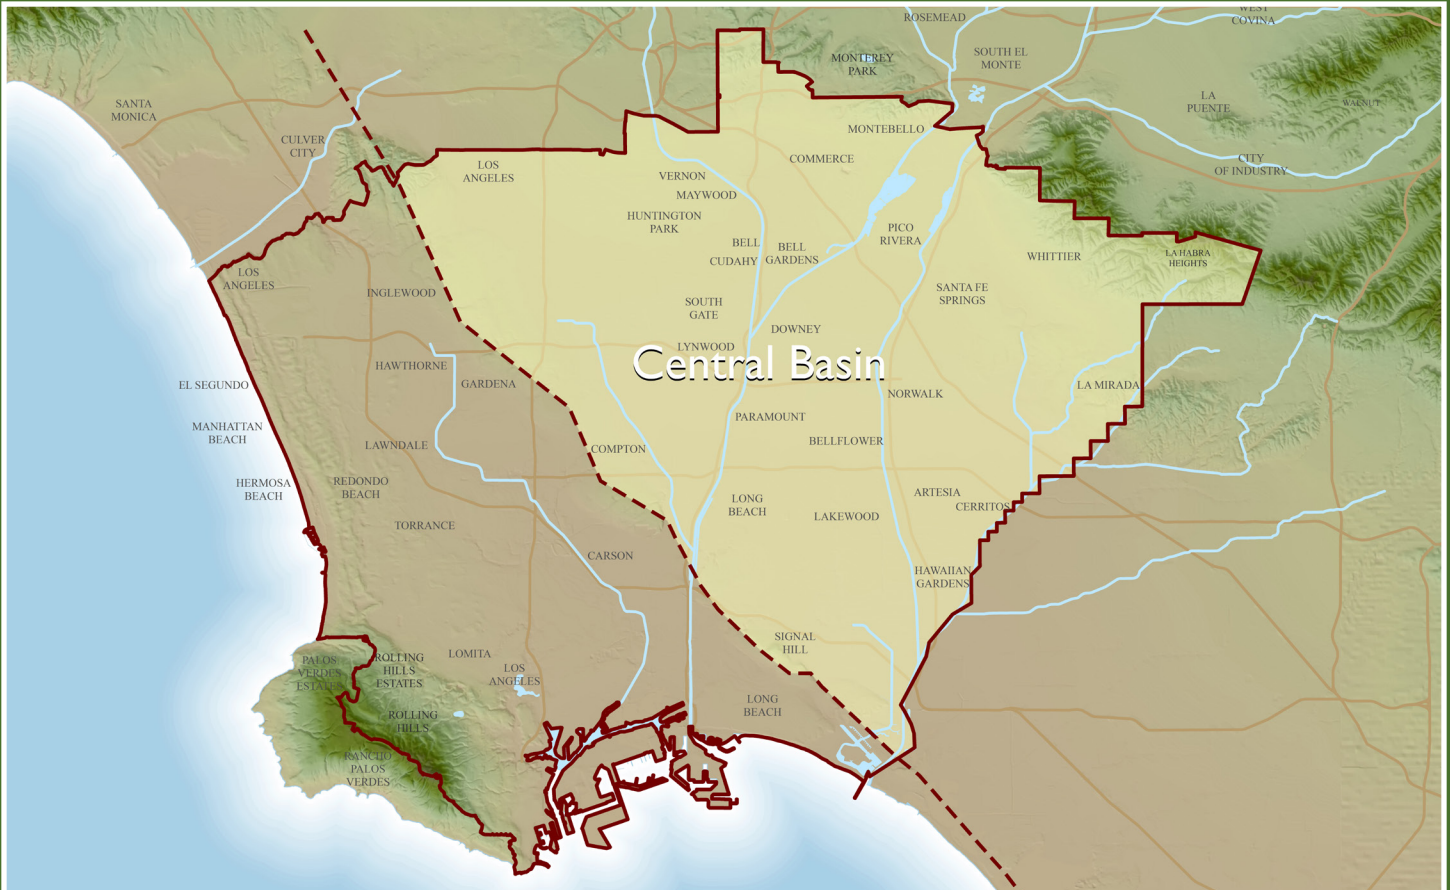 WEST
COVINA
ROSEMEAD
SOUTH EL
MONTE
MONTEREY
PARK
LA
PUENTE
WALNUT
SANTA
MONICA
MONTEBELLO
CULVER
CITY
COMMERCE
CITY
OF INDUSTRY
LOS
ANGELES
VERNON
MAYWOOD
HUNTINGTON
PARK
PICO
RIVERA
BELL
BELL
GARDENS
CUDAHY
WHITTIER
LA HABRA
HEIGHTS
LOS
ANGELES
INGLEWOOD
SANTA FE
SPRINGS
SOUTH
GATE
DOWNEY
LYNWOOD
Central Basin
HAWTHORNE
GARDENA
EL SEGUNDO
LA MIRADA
NORWALK
PARAMOUNT
MANHATTAN
BEACH
LAWNDALE
COMPTON
BELLFLOWER
HERMOSA
BEACH
REDONDO
BEACH
ARTESIA
CERRITOS
LONG
BEACH
LAKEWOOD
TORRANCE
CARSON
HAWAIIAN
GARDENS
SIGNAL
HILL
PALOS
VERDES
ESTATES
ROLLING
HILLS
ESTATES
LOMITA
LOS
ANGELES
LONG
BEACH
ROLLING
HILLS
RANCHO
PALOS
VERDES